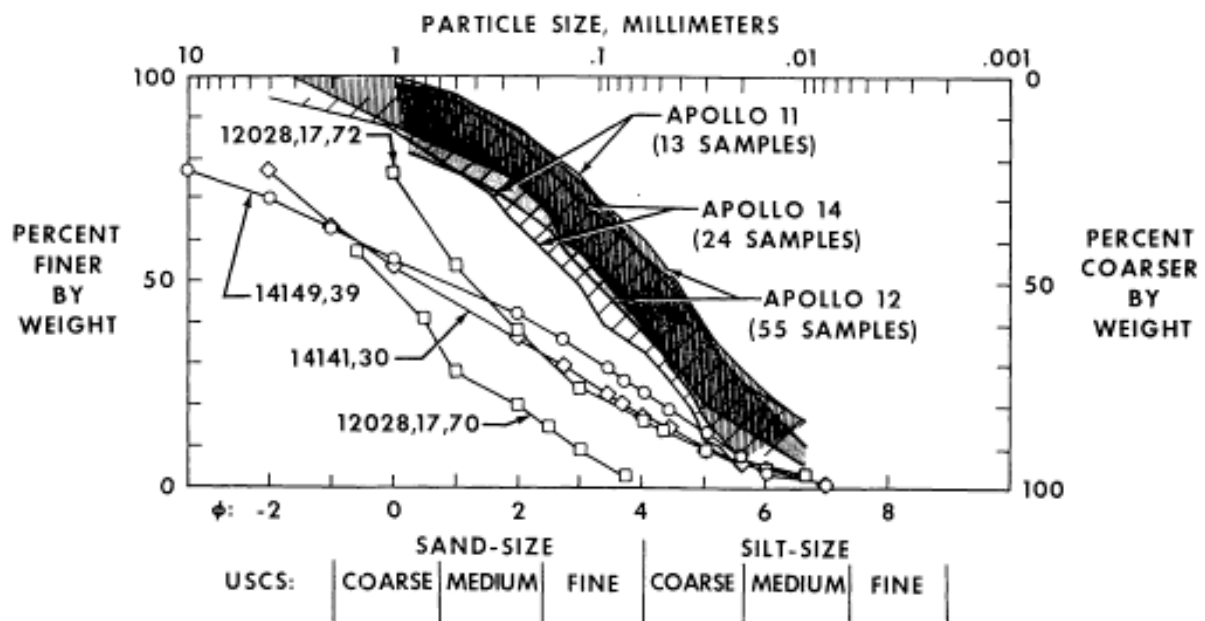 PARTICLE SIZE, MILLIMETERS
10 1 .1 .01 0.001
100 0
12028,17,72
APOLLO 11
(13 SAMPLES)
APOLLO 14
(24 SAMPLES)
PERCENT
FINER
BY
WEIGHT
50
PERCENT
COARSER
BY
WEIGHT
50
APOLLO 12
(55 SAMPLES)
14149,39
14141,30
12028,17,70
0 100
φ: -2 0 2 4 6 8
SAND-SIZE SILT-SIZE
USCS: COARSE MEDIUM FINE COARSE MEDIUM FINE